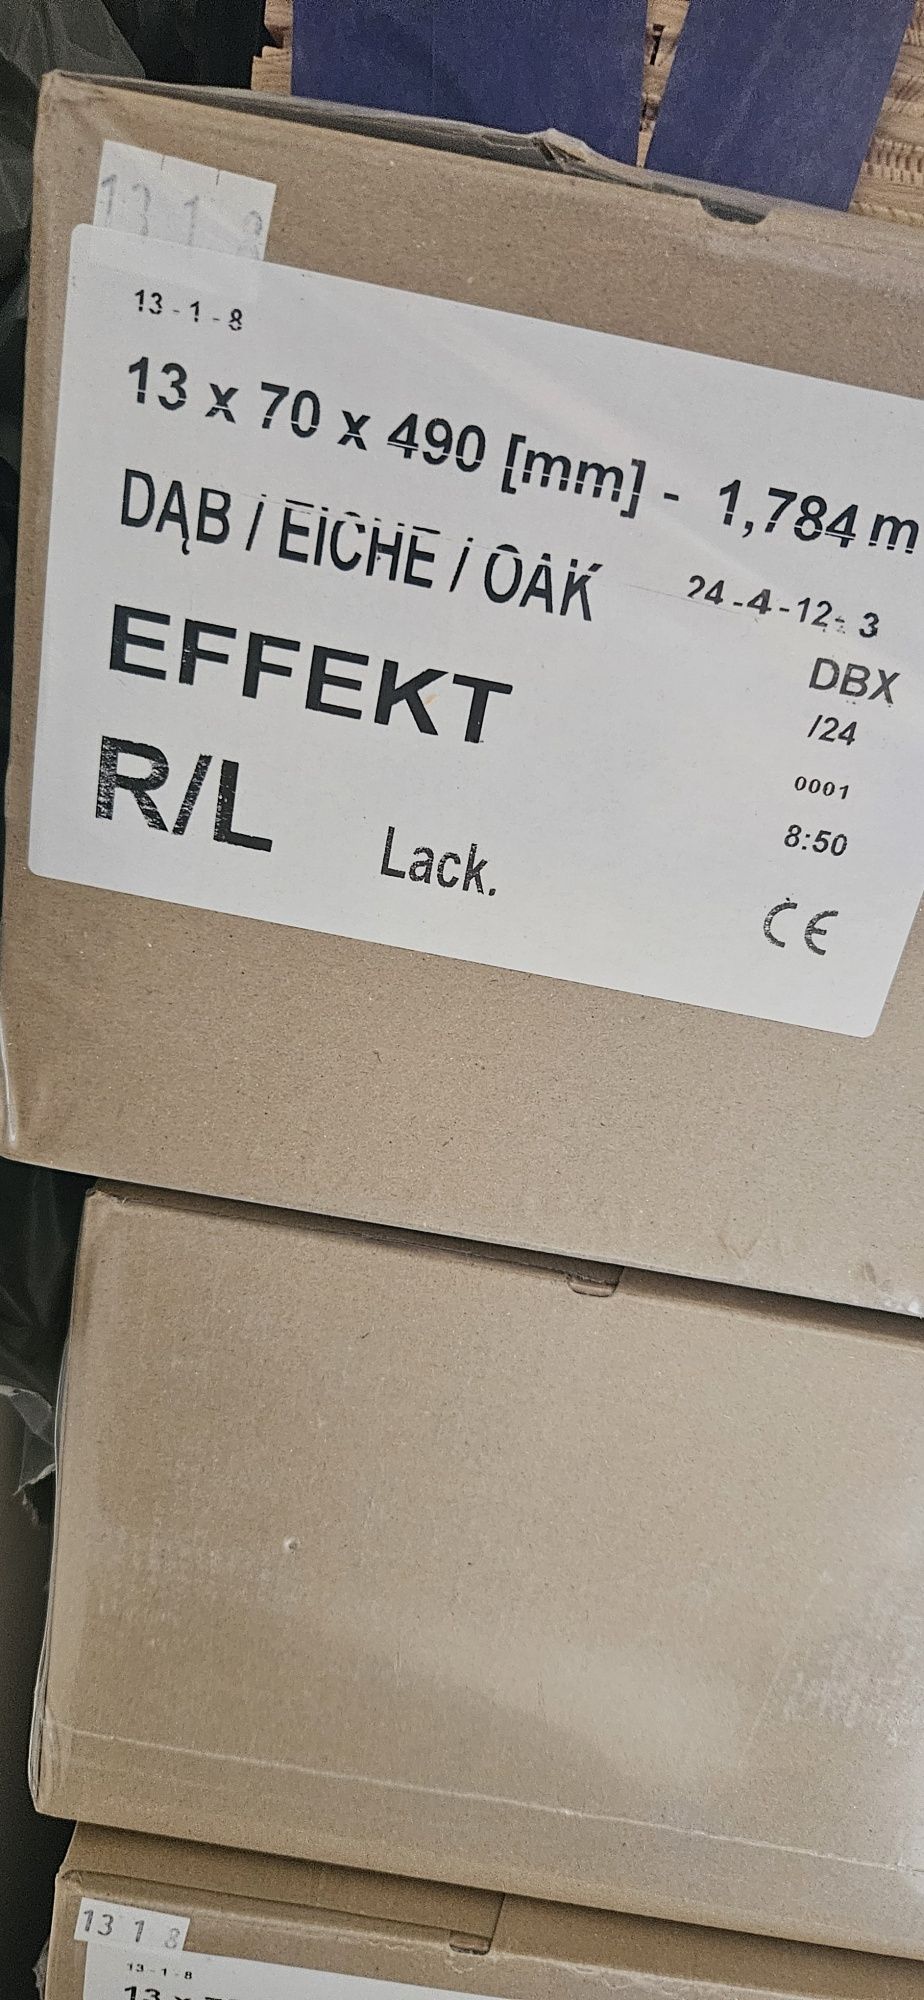 13 1 8
13 - 1 - 8
13 x 70 x 490 [mm] - 1,784 m
DĄB / EICHE / OAK 24 -4 -12- 3
EFFEKT DBX
/24
R/L 0001
8:50
Lack.
CE
13 1 8
13 - 1 - 8
13 x